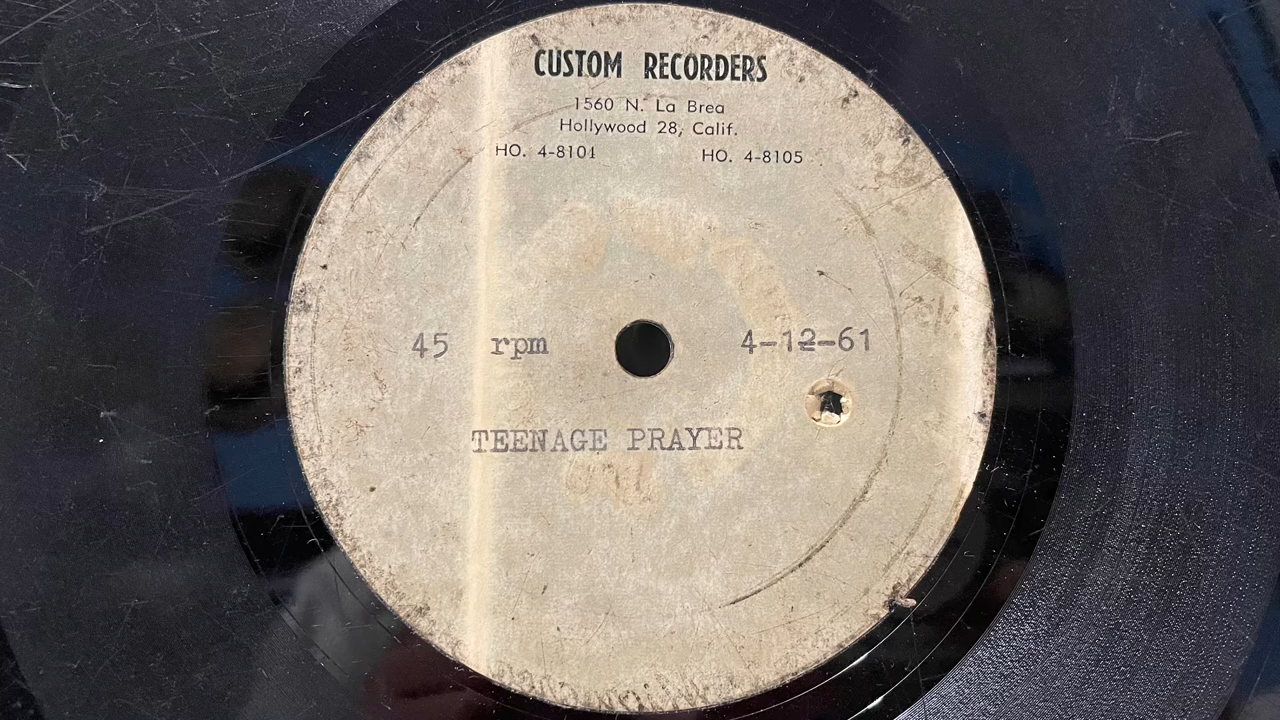 CUSTOM RECORDERS
1560 N. La Brea
Hollywood 28, Calif.
HO. 4-8104 HO. 4-8105
45 rpm 4-12-61
TEENAGE PRAYER